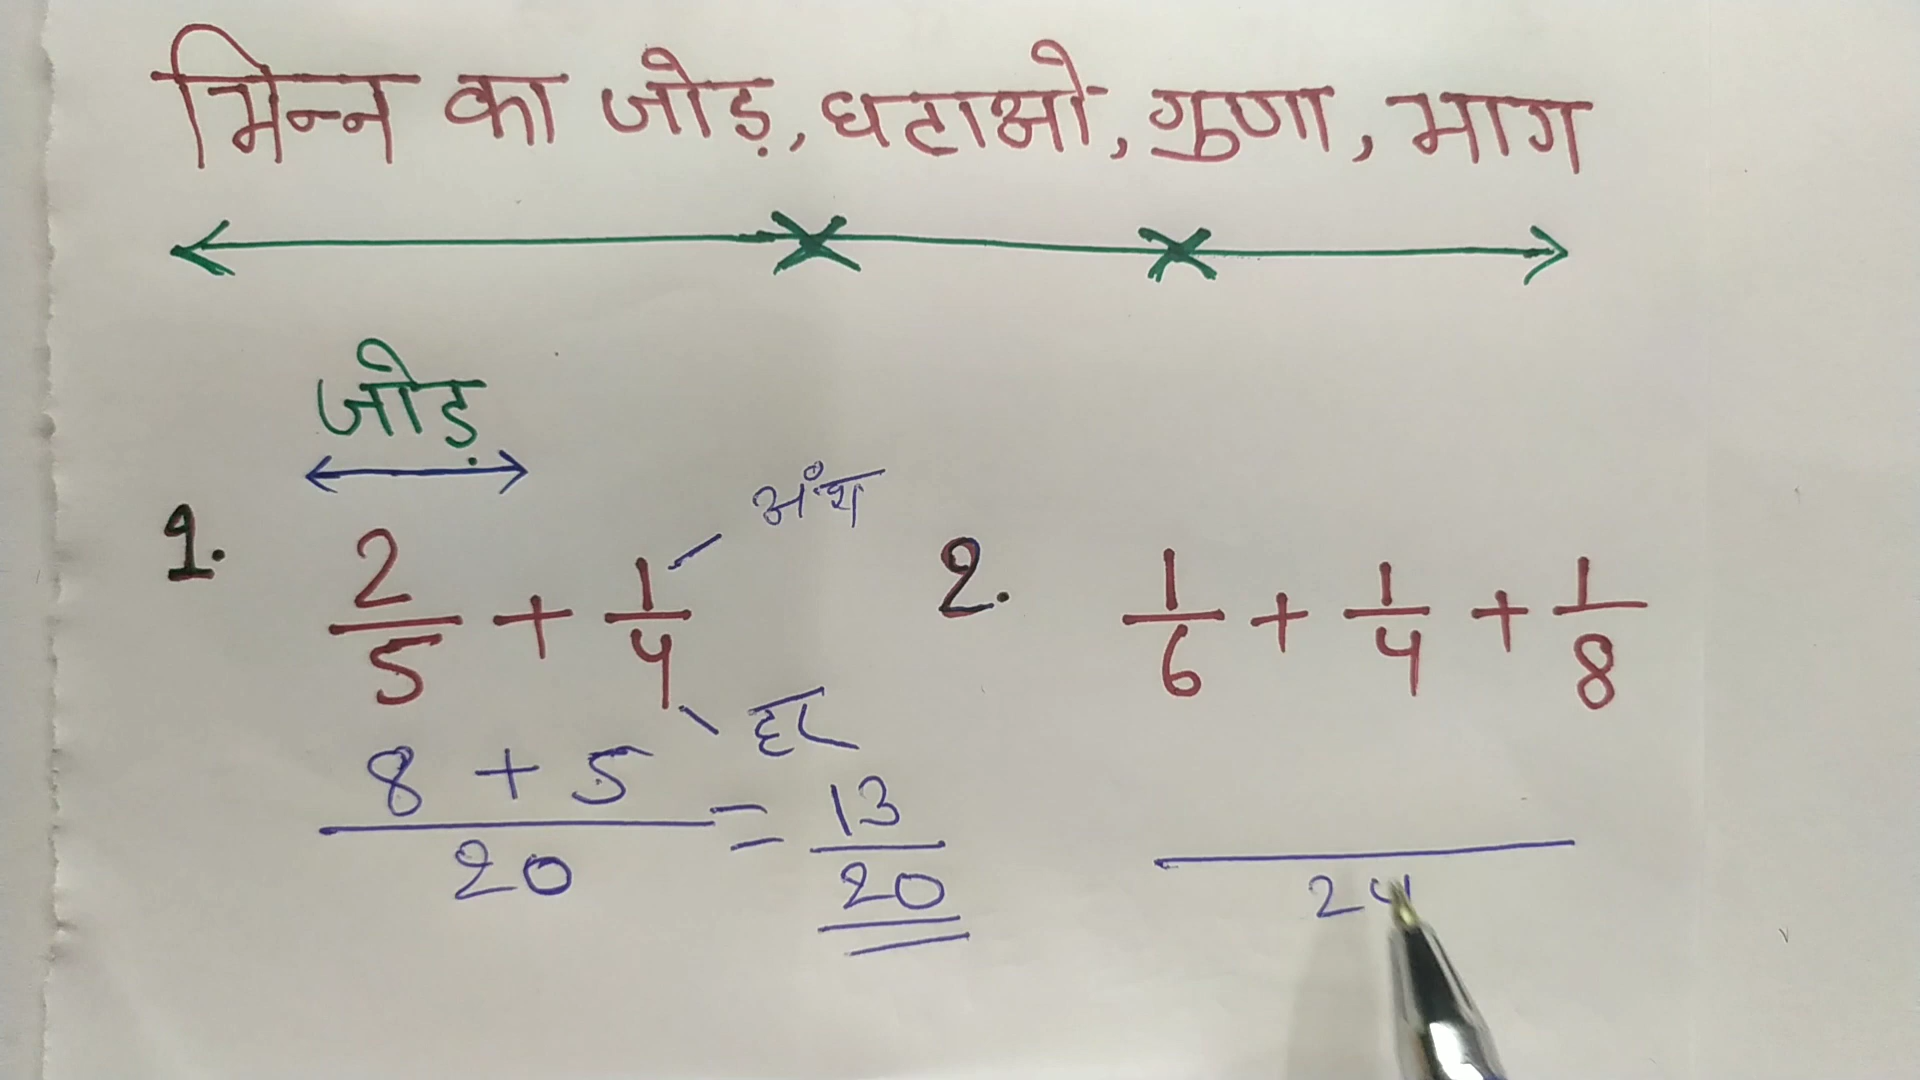 भिन्न का जोड़, घटाओ, गुणा, भाग
जोड़
1. 2/5 + 1/4
अंश
हर
8 + 5 / 20 = 13/20
2. 1/6 + 1/4 + 1/8
24